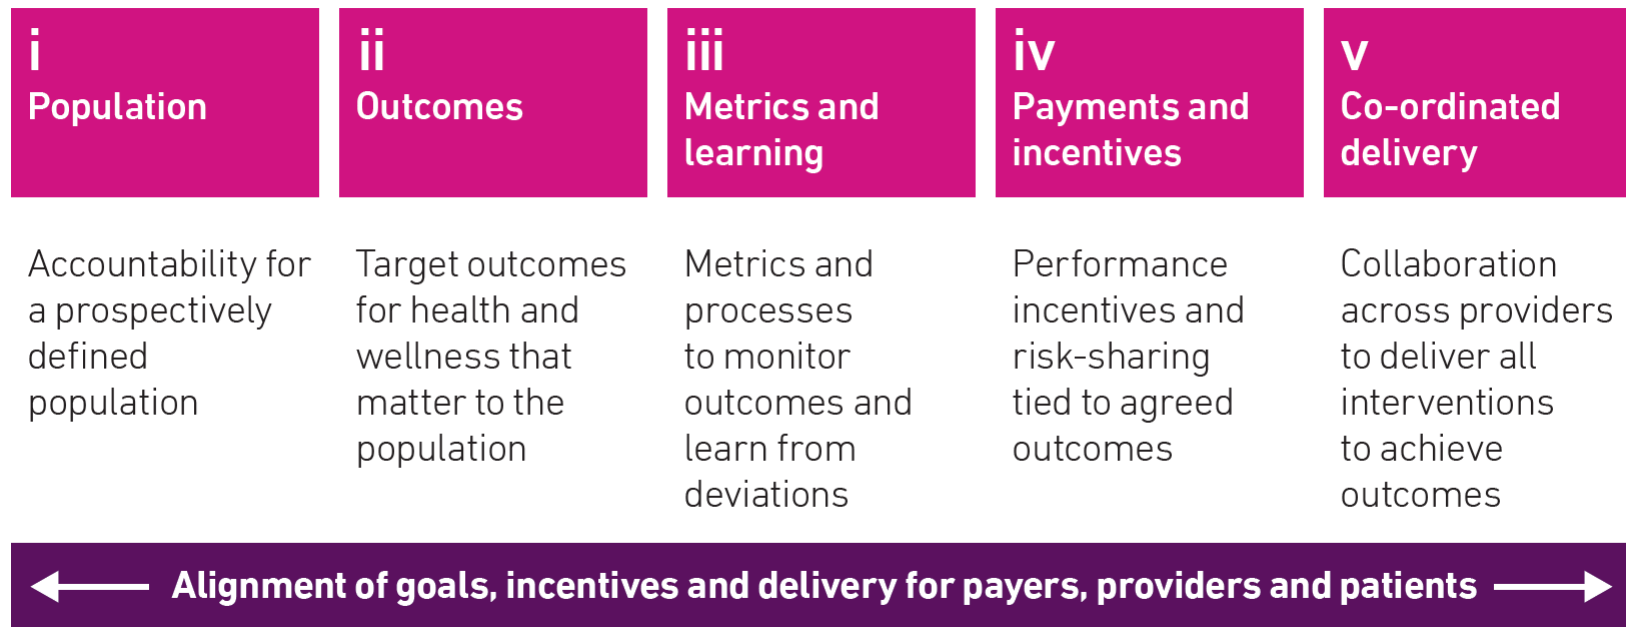 i
Population
Accountability for
a prospectively
defined
population
ii
Outcomes
Target outcomes
for health and
wellness that
matter to the
population
iii
Metrics and
learning
Metrics and
processes
to monitor
outcomes and
learn from
deviations
iv
Payments and
incentives
Performance
incentives and
risk-sharing
tied to agreed
outcomes
v
Co-ordinated
delivery
Collaboration
across providers
to deliver all
interventions
to achieve
outcomes
Alignment of goals, incentives and delivery for payers, providers and patients